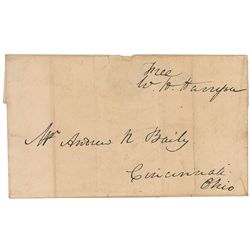 Free
W H Harrison
Mr Andrew N Baily
Cincinnati
Ohio